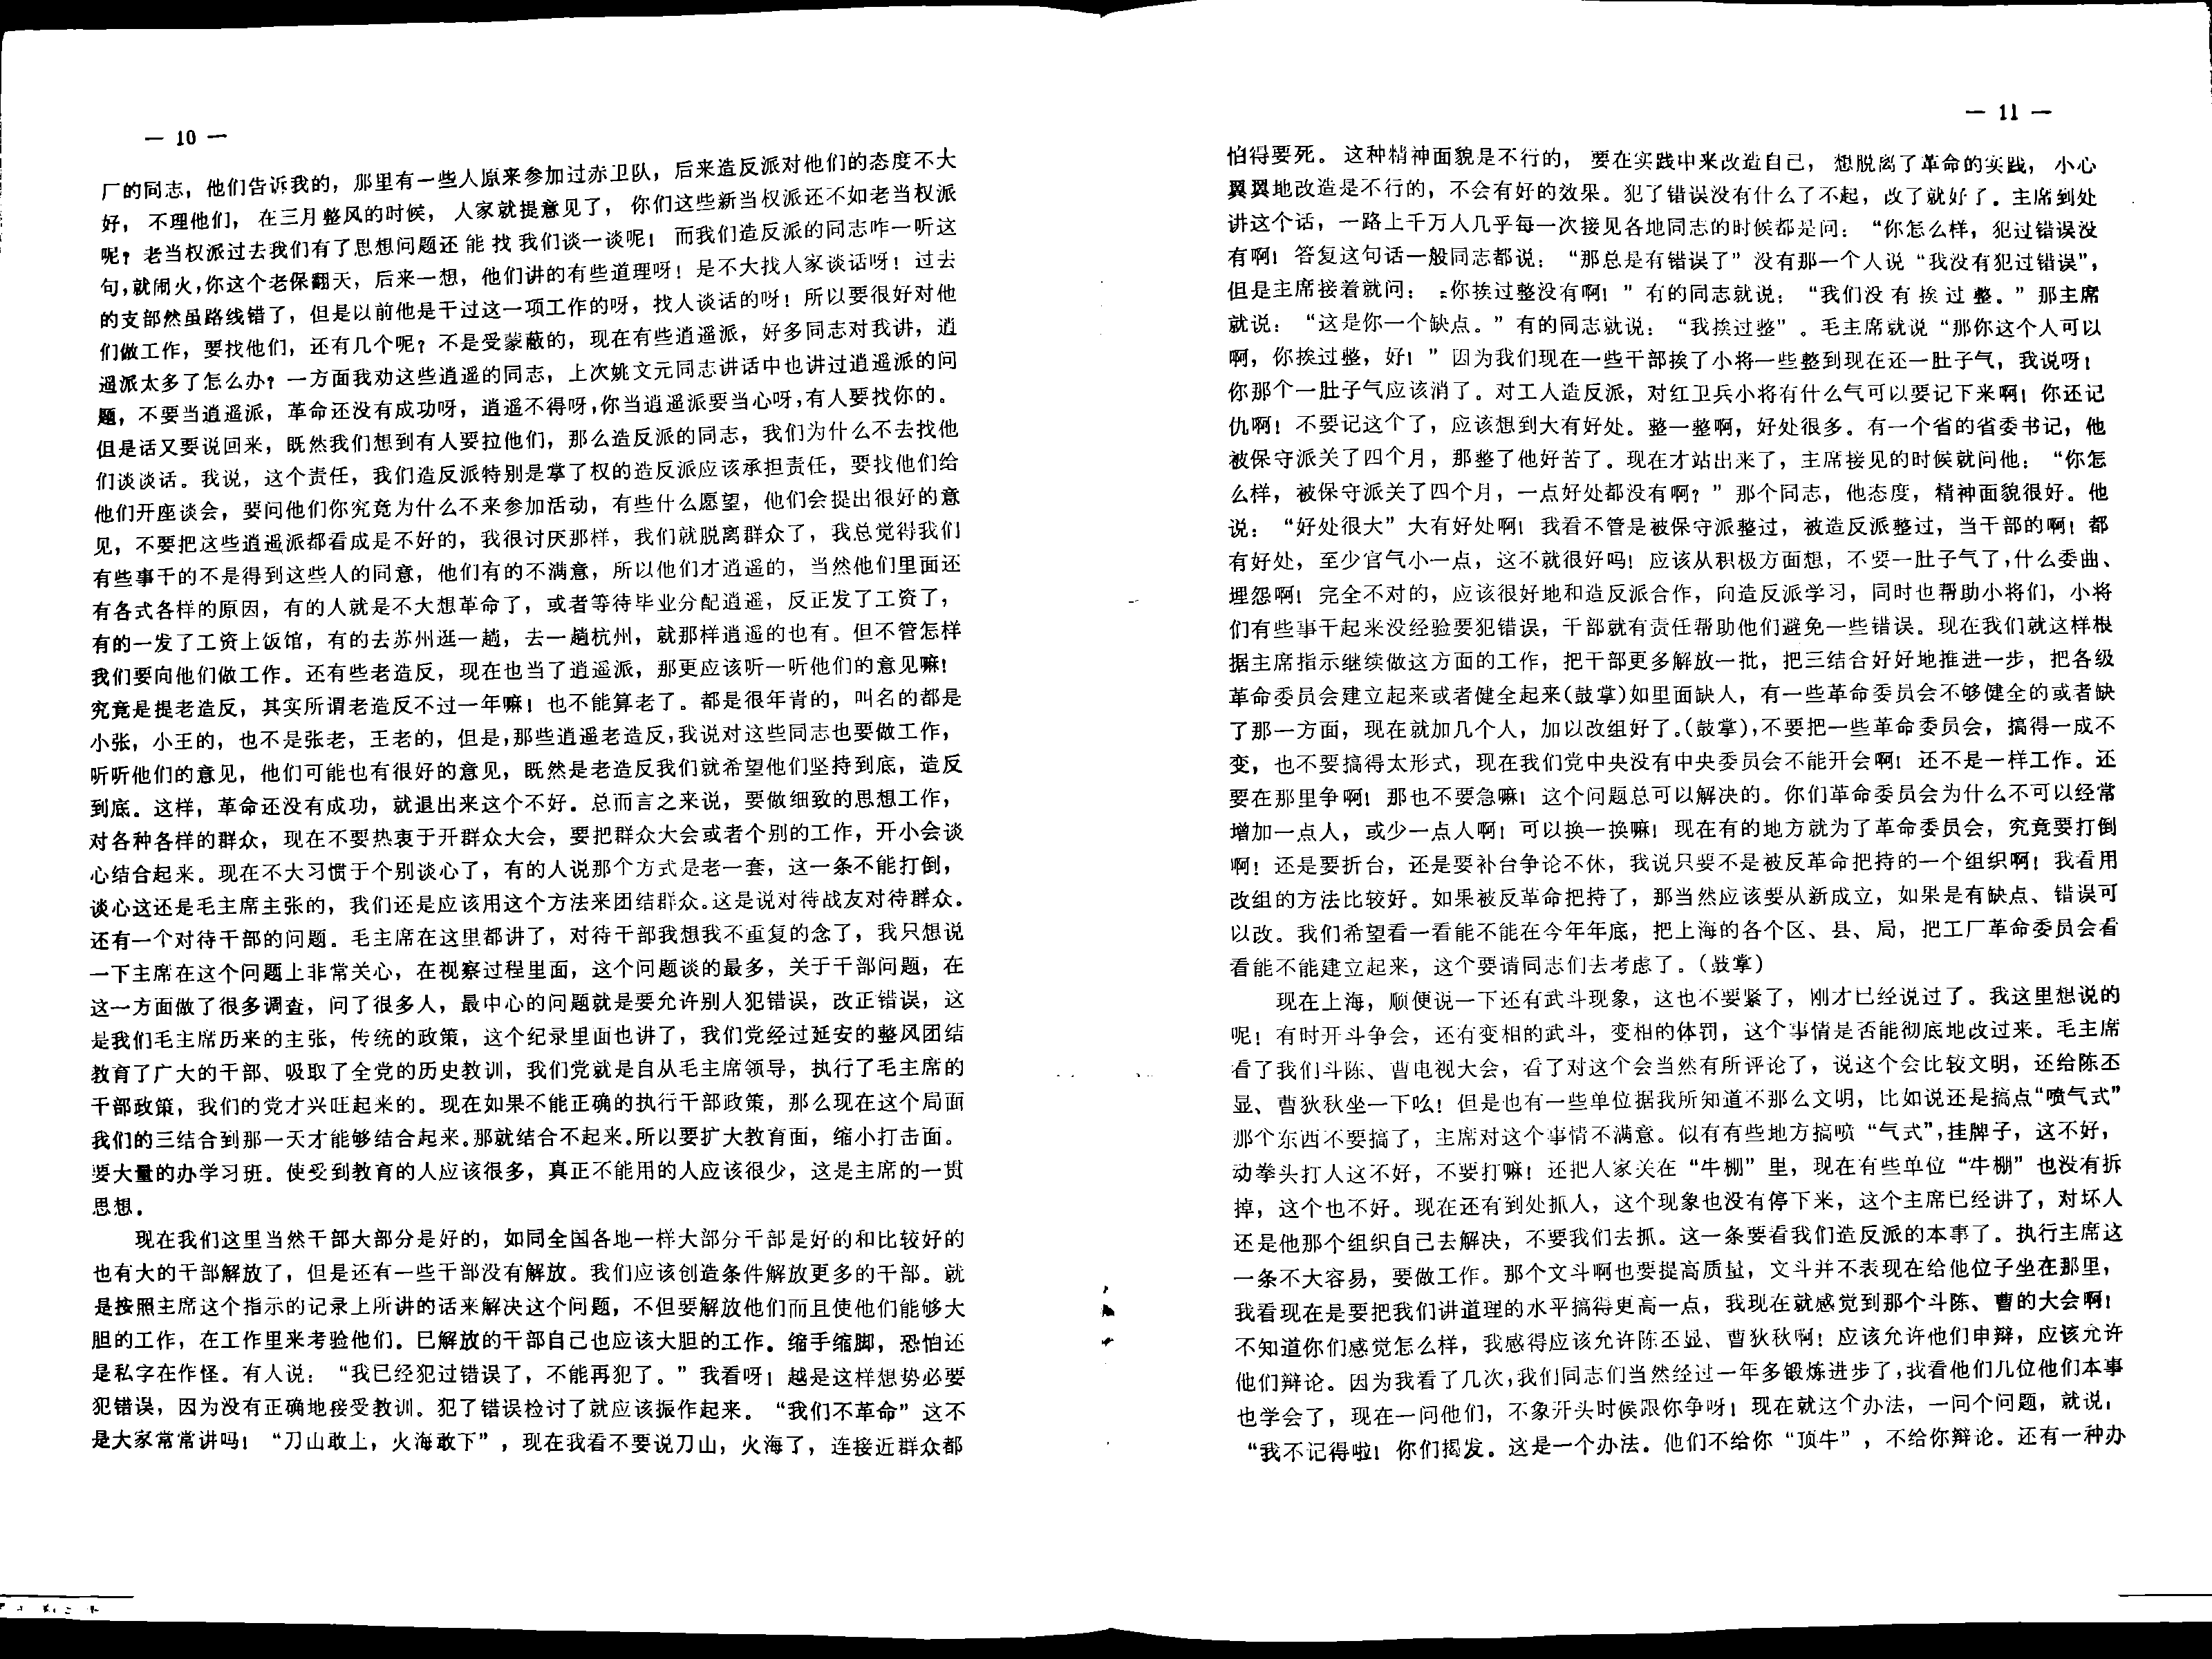 — 10 —
厂的同志，他们告诉我的，那里有一些人原来参加过赤卫队，后来造反派对他们的态度不大
好，不理他们，在三月整风的时候，人家就提意见了，你们这些新当权派还不如老当权派
呢？老当权派过去我们有了思想问题还能找我们谈一谈呢！而我们造反派的同志咋一听这
句，就闹火，你这个老保翻天，后来一想，他们讲的有些道理呀！是不大找人家谈话呀！过去
的支部然虽路线错了，但是以前他是干过这一项工作的呀，找人谈话的呀！所以要很好对他
们做工作，要找他们，还有几个呢？不是受蒙蔽的，现在有些逍遥派，好多同志对我讲，逍
遥派太多了怎么办？一方面我劝这些逍遥的同志，上次姚文元同志讲话中也讲过逍遥派的问
题，不要当逍遥派，革命还没有成功呀，逍遥不得呀，你当逍遥派要当心呀，有人要找你的。
但是话又要说回来，既然我们想到有人要拉他们，那么造反派的同志，我们为什么不去找他
们谈谈话。我说，这个责任，我们造反派特别是掌了权的造反派应该承担责任，要找他们给
他们开座谈会，要问他们你究竟为什么不来参加活动，有些什么愿望，他们会提出很好的意
见，不要把这些逍遥派都看成是不好的，我很讨厌那样，我们就脱离群众了，我总觉得我们
有些事干的不是得到这些人的同意，他们有的不满意，所以他们才逍遥的，当然他们里面还
有各式各样的原因，有的人就是不大想革命了，或者等待毕业分配逍遥，反正发了工资了，
有的一发了工资上饭馆，有的去苏州逛一趟，去一趟杭州，就那样逍遥的也有。但不管怎样
我们要向他们做工作。还有些老造反，现在也当了逍遥派，那更应该听一听他们的意见嘛！
究竟是提老造反，其实所谓老造反不过一年嘛！也不能算老了。都是很年青的，叫名的都是
小张，小王的，也不是张老，王老的，但是，那些逍遥老造反，我说对这些同志也要做工作，
听听他们的意见，他们可能也有很好的意见，既然是老造反我们就希望他们坚持到底，造反
到底。这样，革命还没有成功，就退出来这个不好。总而言之来说，要做细致的思想工作，
对各种各样的群众，现在不要热衷于开群众大会，要把群众大会或者个别的工作，开小会谈
心结合起来。现在不大习惯于个别谈心了，有的人说那个方式是老一套，这一条不能打倒，
谈心这还是毛主席主张的，我们还是应该用这个方法来团结群众。这是说对待战友对待群众。
还有一个对待干部的问题。毛主席在这里都讲了，对待干部我想我不重复的念了，我只想说
一下主席在这个问题上非常关心，在视察过程里面，这个问题谈的最多，关于干部问题，在
这一方面做了很多调查，问了很多人，最中心的问题就是要允许别人犯错误，改正错误，这
是我们毛主席历来的主张，传统的政策，这个纪录里面也讲了，我们党经过延安的整风团结
教育了广大的干部、吸取了全党的历史教训，我们党就是自从毛主席领导，执行了毛主席的
干部政策，我们的党才兴旺起来的。现在如果不能正确的执行干部政策，那么现在这个局面
我们的三结合到那一天才能够结合起来。那就结合不起来。所以要扩大教育面，缩小打击面。
要大量的办学习班。使受到教育的人应该很多，真正不能用的人应该很少，这是主席的一贯
思想。
现在我们这里当然干部大部分是好的，如同全国各地一样大部分干部是好的和比较好的
也有大的干部解放了，但是还有一些干部没有解放。我们应该创造条件解放更多的干部。就
是按照主席这个指示的记录上所讲的话来解决这个问题，不但要解放他们而且使他们能够大
胆的工作，在工作里来考验他们。已解放的干部自己也应该大胆的工作。缩手缩脚，恐怕还
是私字在作怪。有人说：“我已经犯过错误了，不能再犯了。”我看呀！越是这样想势必要
犯错误，因为没有正确地接受教训。犯了错误检讨了就应该振作起来。“我们不革命”这不
是大家常常讲吗！“刀山敢上，火海敢下”，现在我看不要说刀山，火海了，连接近群众都
— 11 —
怕得要死。这种精神面貌是不行的，要在实践中来改造自己，想脱离了革命的实践，小心
翼翼地改造是不行的，不会有好的效果。犯了错误没有什么了不起，改了就好了。主席到处
讲这个话，一路上千万人几乎每一次接见各地同志的时候都是问：“你怎么样，犯过错误没
有啊！答复这句话一般同志都说：“那总是有错误了”没有那一个人说“我没有犯过错误”，
但是主席接着就问：“你挨过整没有啊！”有的同志就说：“我们没有挨过整。”那主席
就说：“这是你一个缺点。”有的同志就说：“我挨过整”。毛主席就说“那你这个人可以
啊，你挨过整，好！”因为我们现在一些干部挨了小将一些整到现在还一肚子气，我说呀！
你那个一肚子气应该消了。对工人造反派，对红卫兵小将有什么气可以要记下来啊！你还记
仇啊！不要记这个了，应该想到大有好处。整一整啊，好处很多。有一个省的省委书记，他
被保守派关了四个月，那整了他好苦了。现在才站出来了，主席接见的时候就问他：“你怎
么样，被保守派关了四个月，一点好处都没有啊？”那个同志，他态度，精神面貌很好。他
说：“好处很大”大有好处啊！我看不管是被保守派整过，被造反派整过，当干部的啊！都
有好处，至少官气小一点，这不就很好吗！应该从积极方面想，不要一肚子气了，什么委曲、
埋怨啊！完全不对的，应该很好地和造反派合作，向造反派学习，同时也帮助小将们，小将
们有些事干起来没经验要犯错误，干部就有责任帮助他们避免一些错误。现在我们就这样根
据主席指示继续做这方面的工作，把干部更多解放一批，把三结合好好地推进一步，把各级
革命委员会建立起来或者健全起来（鼓掌）如里面缺人，有一些革命委员会不够健全的或者缺
了那一方面，现在就加几个人，加以改组好了。（鼓掌），不要把一些革命委员会，搞得一成不
变，也不要搞得太形式，现在我们党中央没有中央委员会不能开会啊！还不是一样工作。还
要在那里争啊！那也不要急嘛！这个问题总可以解决的。你们革命委员会为什么不可以经常
增加一点人，或少一点人啊！可以换一换嘛！现在有的地方就为了革命委员会，究竟要打倒
啊！还是要折台，还是要补台争论不休，我说只要不是被反革命把持的一个组织啊！我看用
改组的方法比较好。如果被反革命把持了，那当然应该要从新成立，如果是有缺点、错误可
以改。我们希望看一看能不能在今年年底，把上海的各个区、县、局，把工厂革命委员会看
看能不能建立起来，这个要请同志们去考虑了。（鼓掌）
现在上海，顺便说一下还有武斗现象，这也不要紧了，刚才已经说过了。我这里想说的
呢！有时开斗争会，还有变相的武斗，变相的体罚，这个事情是否能彻底地改过来。毛主席
看了我们斗陈、曹电视大会，看了对这个会当然有所评论了，说这个会比较文明，还给陈丕
显、曹狄秋坐一下吆！但是也有一些单位据我所知道不那么文明，比如说还是搞点“喷气式”
那个东西不要搞了，主席对这个事情不满意。似有有些地方搞喷“气式”，挂牌子，这不好，
动拳头打人这不好，不要打嘛！还把人家关在“牛棚”里，现在有些单位“牛棚”也没有拆
掉，这个也不好。现在还有到处抓人，这个现象也没有停下来，这个主席已经讲了，对坏人
还是他那个组织自己去解决，不要我们去抓。这一条要看我们造反派的本事了。执行主席这
一条不大容易，要做工作。那个文斗啊也要提高质量，文斗并不表现在给他位子坐在那里，
我看现在是要把我们讲道理的水平搞得更高一点，我现在就感觉到那个斗陈、曹的大会啊！
不知道你们感觉怎么样，我感得应该允许陈丕显、曹狄秋啊！应该允许他们申辩，应该允许
他们辩论。因为我看了几次，我们同志们当然经过一年多锻炼进步了，我看他们几位他们本事
也学会了，现在一问他们，不象开头时候跟你争呀！现在就这个办法，一问个问题，就说，
“我不记得啦！你们揭发。这是一个办法。他们不给你“顶牛”，不给你辩论。还有一种办